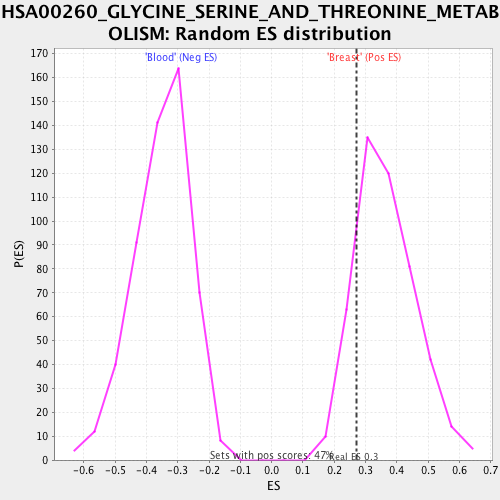 HSA00260_GLYCINE_SERINE_AND_THREONINE_METAB
OLISM: Random ES distribution
'Blood' (Neg ES)
'Breast' (Pos ES)
170
160
150
140
130
120
110
100
90
80
70
60
50
40
30
20
10
0
P(ES)
Sets with pos scores: 47%
Real ES 0.3
-0.6 -0.5 -0.4 -0.3 -0.2 -0.1 0.0 0.1 0.2 0.3 0.4 0.5 0.6 0.7
ES